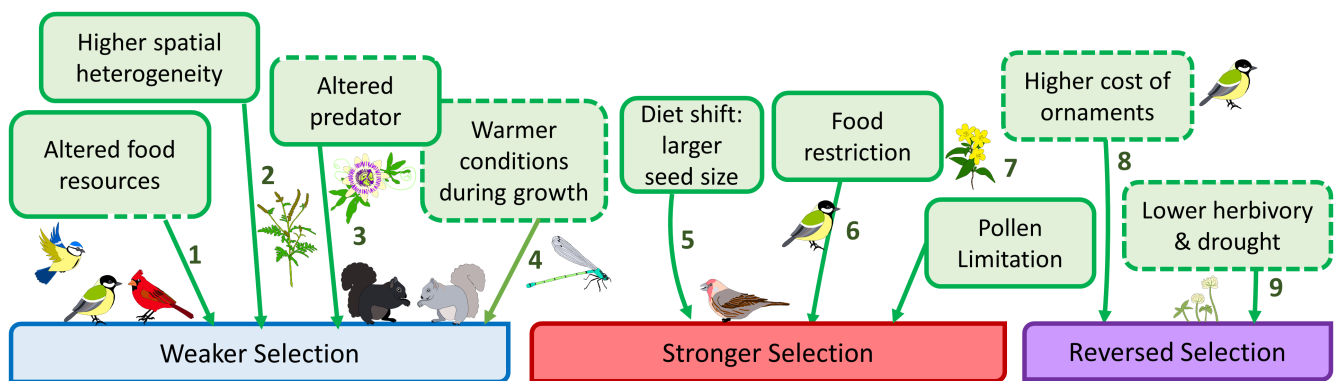 Higher spatial
heterogeneity
Altered food
resources
Altered
predator
Warmer
conditions
during growth
Diet shift:
larger
seed size
Food
restriction
Pollen
Limitation
Higher cost of
ornaments
Lower herbivory
& drought
1
2
3
4
5
6
7
8
9
Weaker Selection
Stronger Selection
Reversed Selection